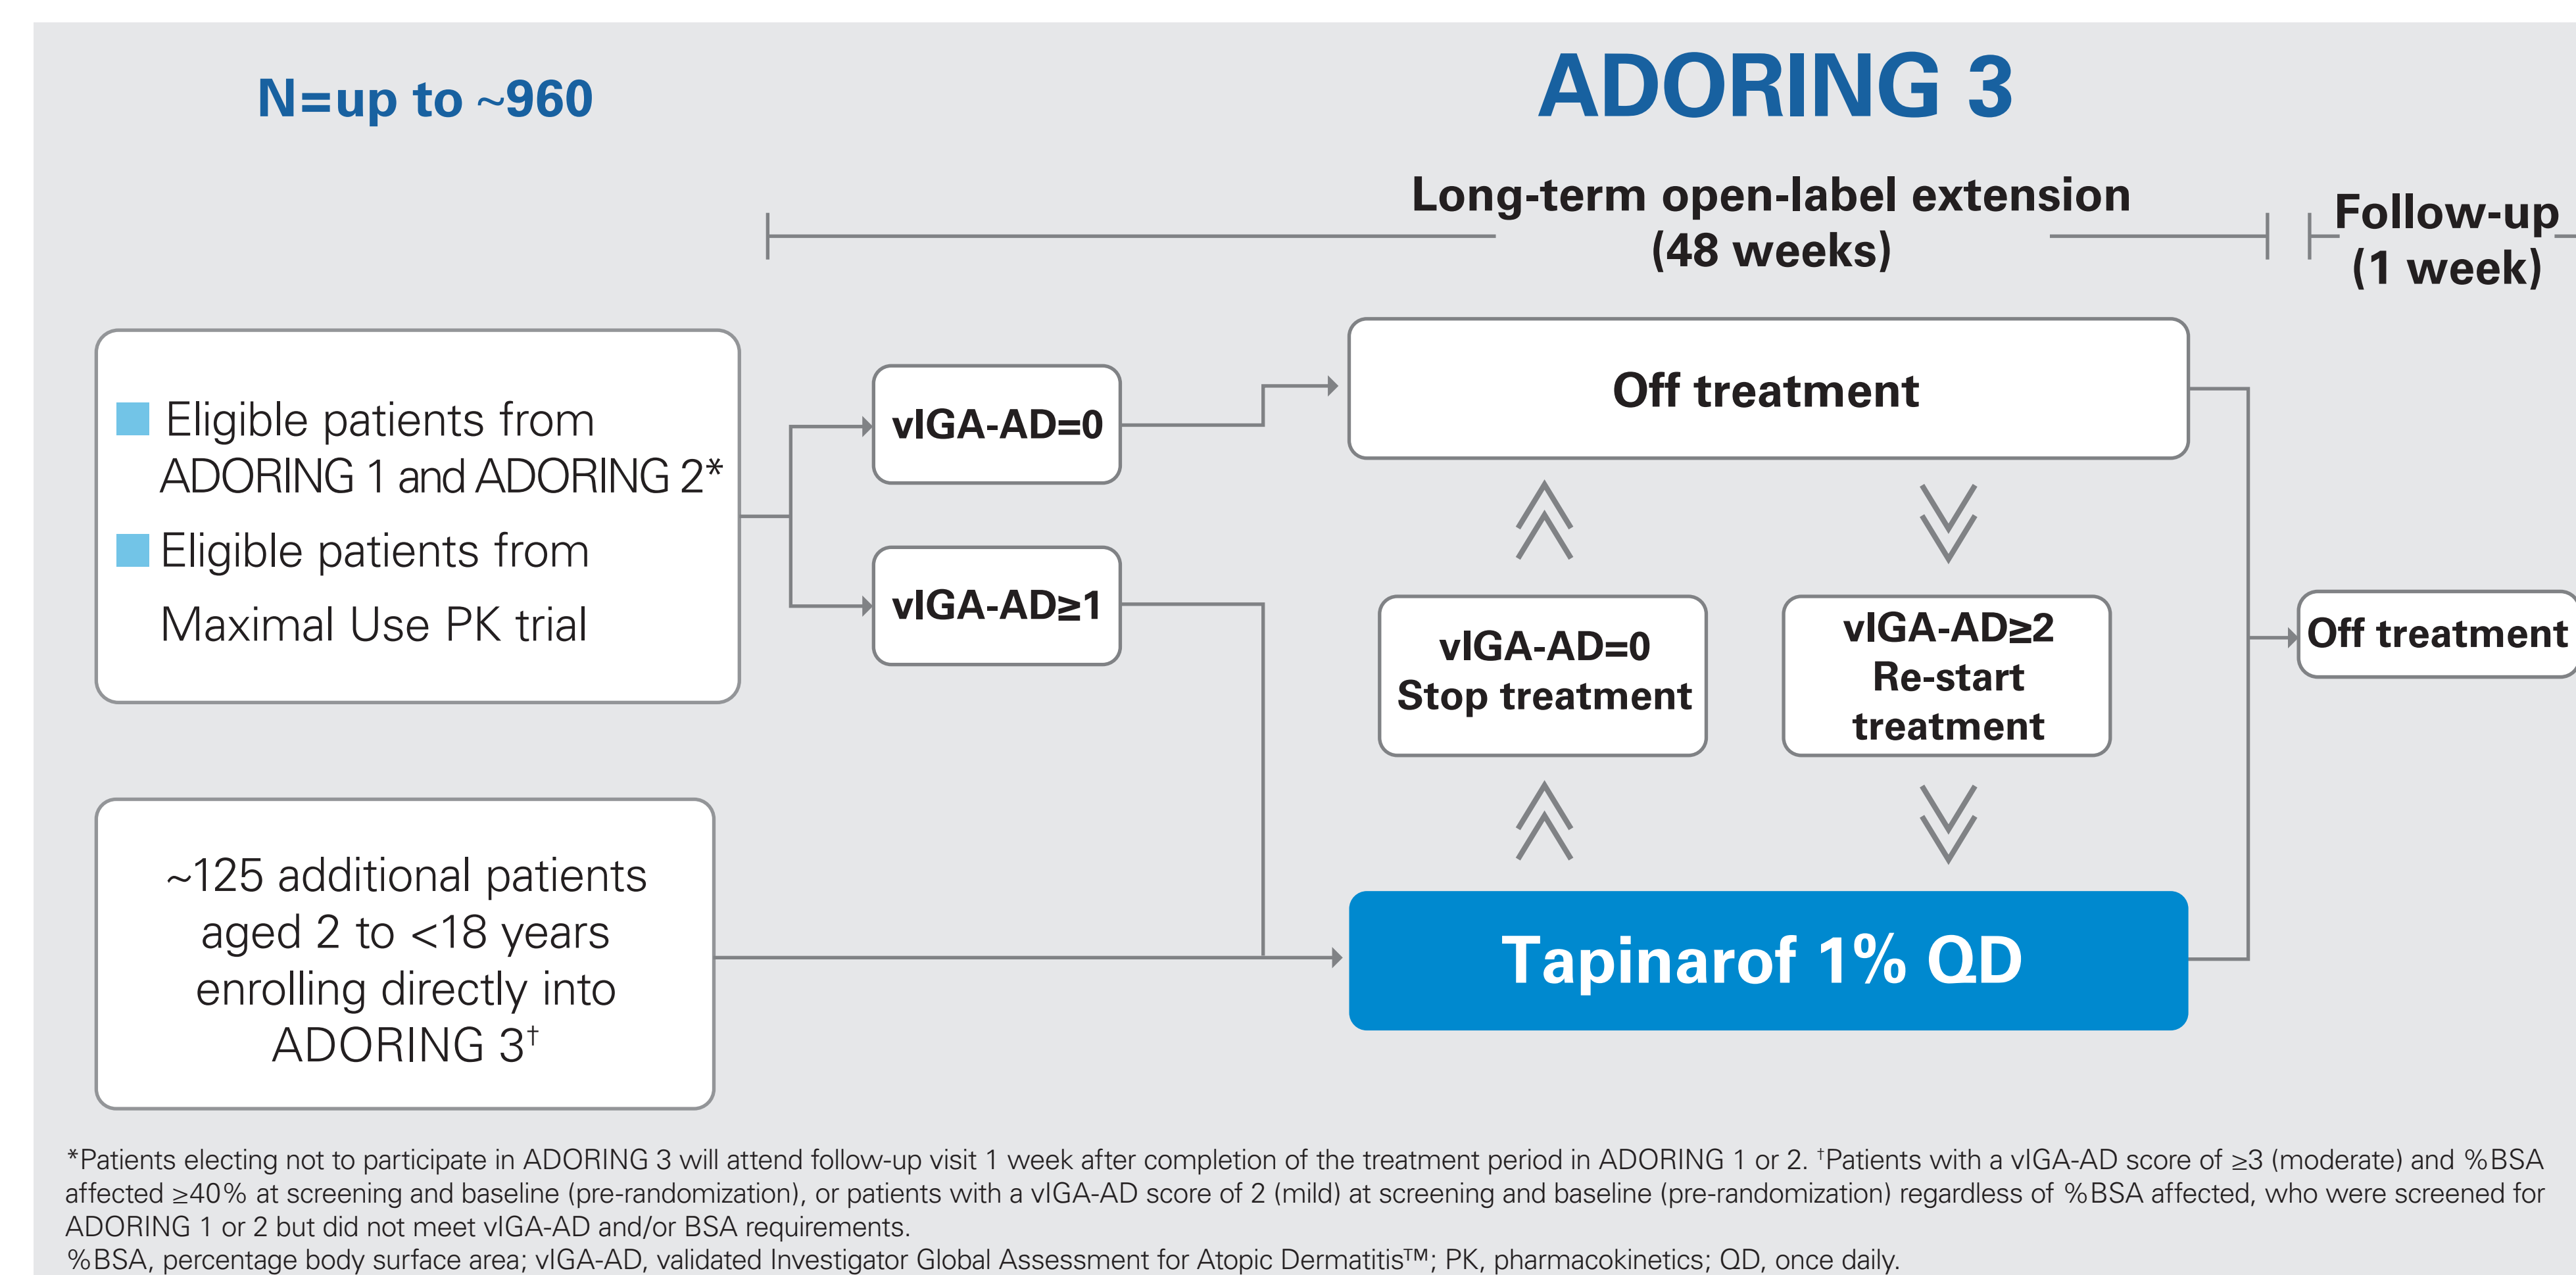 N=up to ~960
ADORING 3
Long-term open-label extension
(48 weeks)
Follow-up
(1 week)
Eligible patients from
ADORING 1 and ADORING 2*
Eligible patients from
Maximal Use PK trial
vIGA-AD=0
vIGA-AD≥1
Off treatment
vIGA-AD=0
Stop treatment
vIGA-AD≥2
Re-start
treatment
Off treatment
~125 additional patients
aged 2 to <18 years
enrolling directly into
ADORING 3†
Tapinarof 1% QD
*Patients electing not to participate in ADORING 3 will attend follow-up visit 1 week after completion of the treatment period in ADORING 1 or 2. †Patients with a vIGA-AD score of ≥3 (moderate) and %BSA
affected ≥40% at screening and baseline (pre-randomization), or patients with a vIGA-AD score of 2 (mild) at screening and baseline (pre-randomization) regardless of %BSA affected, who were screened for
ADORING 1 or 2 but did not meet vIGA-AD and/or BSA requirements.
%BSA, percentage body surface area; vIGA-AD, validated Investigator Global Assessment for Atopic Dermatitis™; PK, pharmacokinetics; QD, once daily.